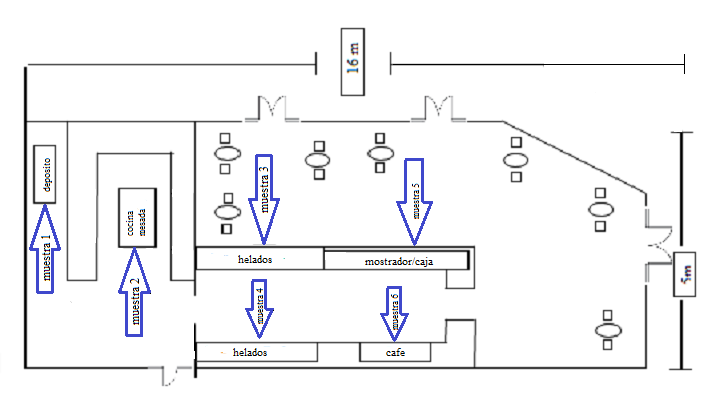 16 m
muestra 3
muestra 5
deposito
cocina
mesada
muestra 1
muestra 2
helados
mostrador/caja
5m
muestra 4
muestra 6
helados
cafe